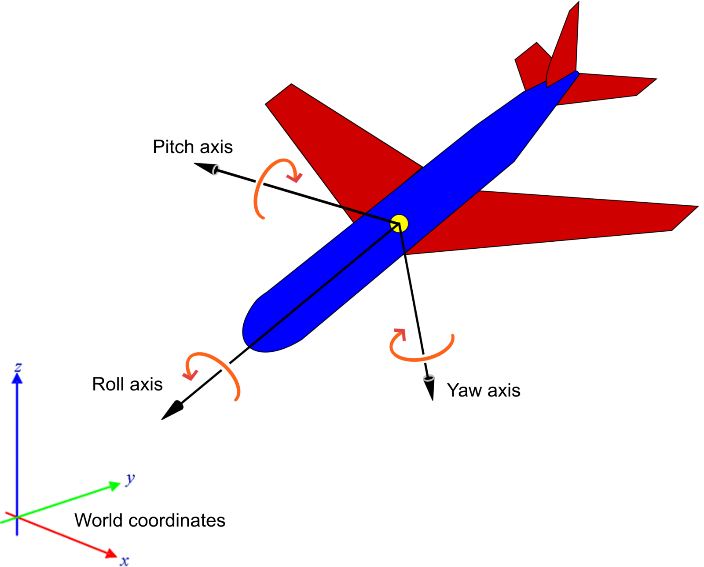 Pitch axis
Roll axis
Yaw axis
z
y
World coordinates
x